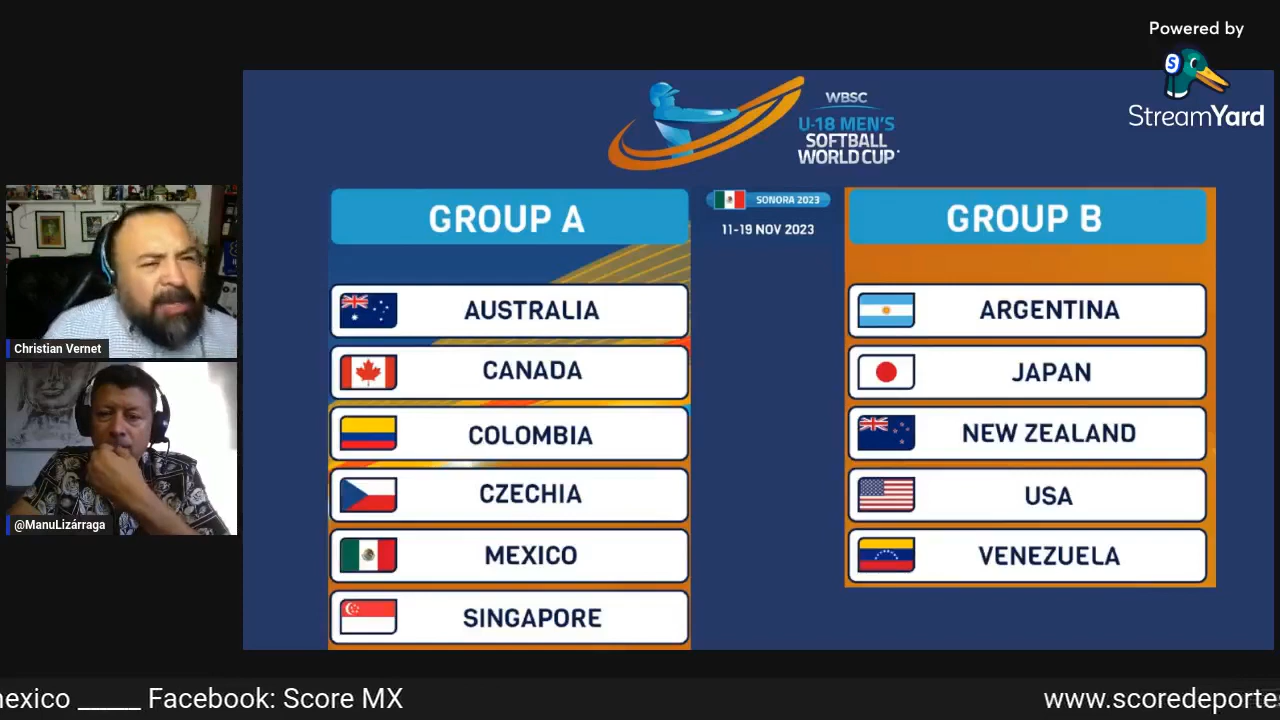 Powered by
StreamYard
WBSC
U-18 MEN'S
SOFTBALL
WORLD CUP
SONORA 2023
11-19 NOV 2023
GROUP A
AUSTRALIA
CANADA
COLOMBIA
CZECHIA
MEXICO
SINGAPORE
GROUP B
ARGENTINA
JAPAN
NEW ZEALAND
USA
VENEZUELA
Christian Vernet
@ManuLizárraga
nexico _____ Facebook: Score MX
www.scoredeporte